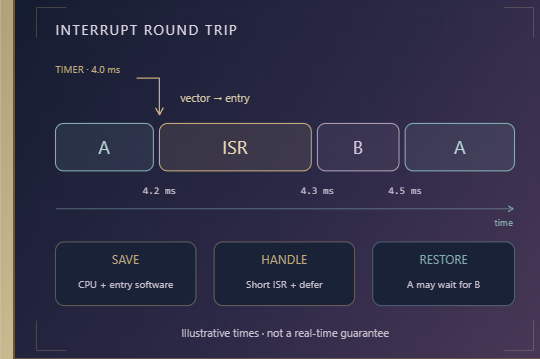 INTERRUPT ROUND TRIP
TIMER · 4.0 ms
vector → entry
A ISR B A
4.2 ms 4.3 ms 4.5 ms
time
SAVE HANDLE RESTORE
CPU + entry software Short ISR + defer A may wait for B
Illustrative times · not a real-time guarantee